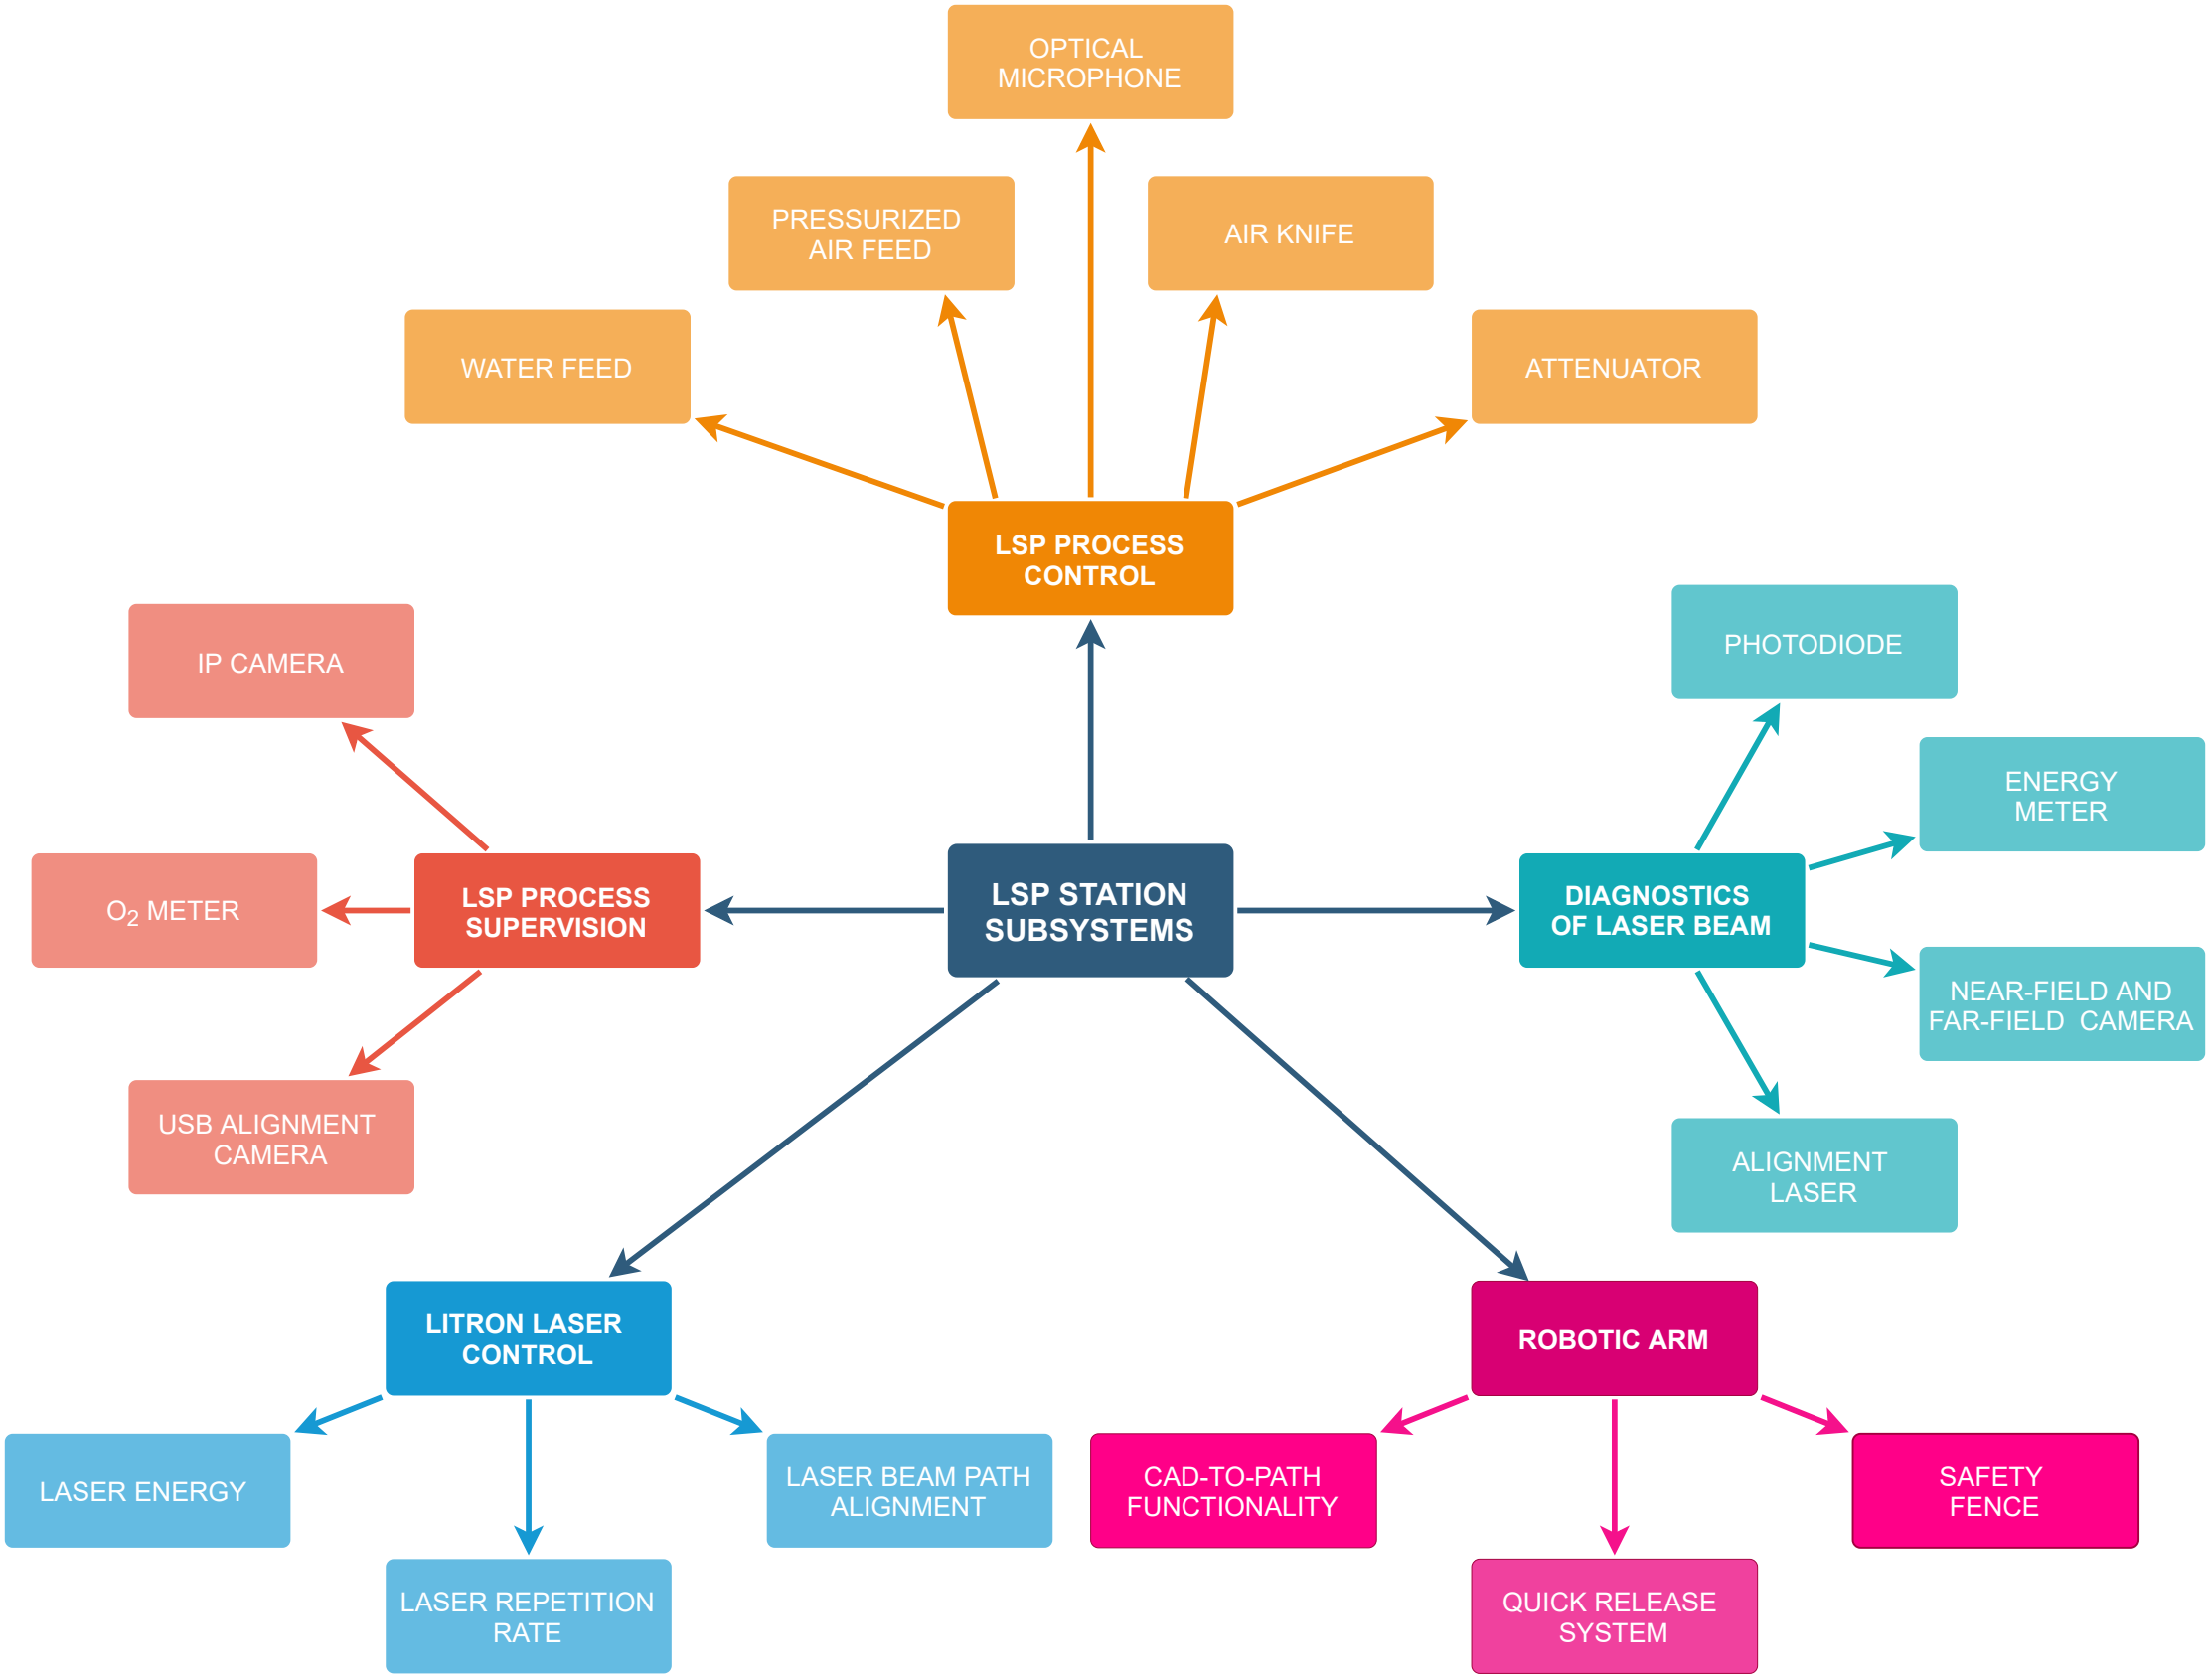 OPTICAL
MICROPHONE
PRESSURIZED
AIR FEED
AIR KNIFE
WATER FEED
ATTENUATOR
LSP PROCESS
CONTROL
IP CAMERA
PHOTODIODE
ENERGY
METER
O₂ METER
LSP PROCESS
SUPERVISION
LSP STATION
SUBSYSTEMS
DIAGNOSTICS
OF LASER BEAM
NEAR-FIELD AND
FAR-FIELD CAMERA
USB ALIGNMENT
CAMERA
ALIGNMENT
LASER
LITRON LASER
CONTROL
ROBOTIC ARM
LASER ENERGY
LASER BEAM PATH
ALIGNMENT
CAD-TO-PATH
FUNCTIONALITY
SAFETY
FENCE
LASER REPETITION
RATE
QUICK RELEASE
SYSTEM